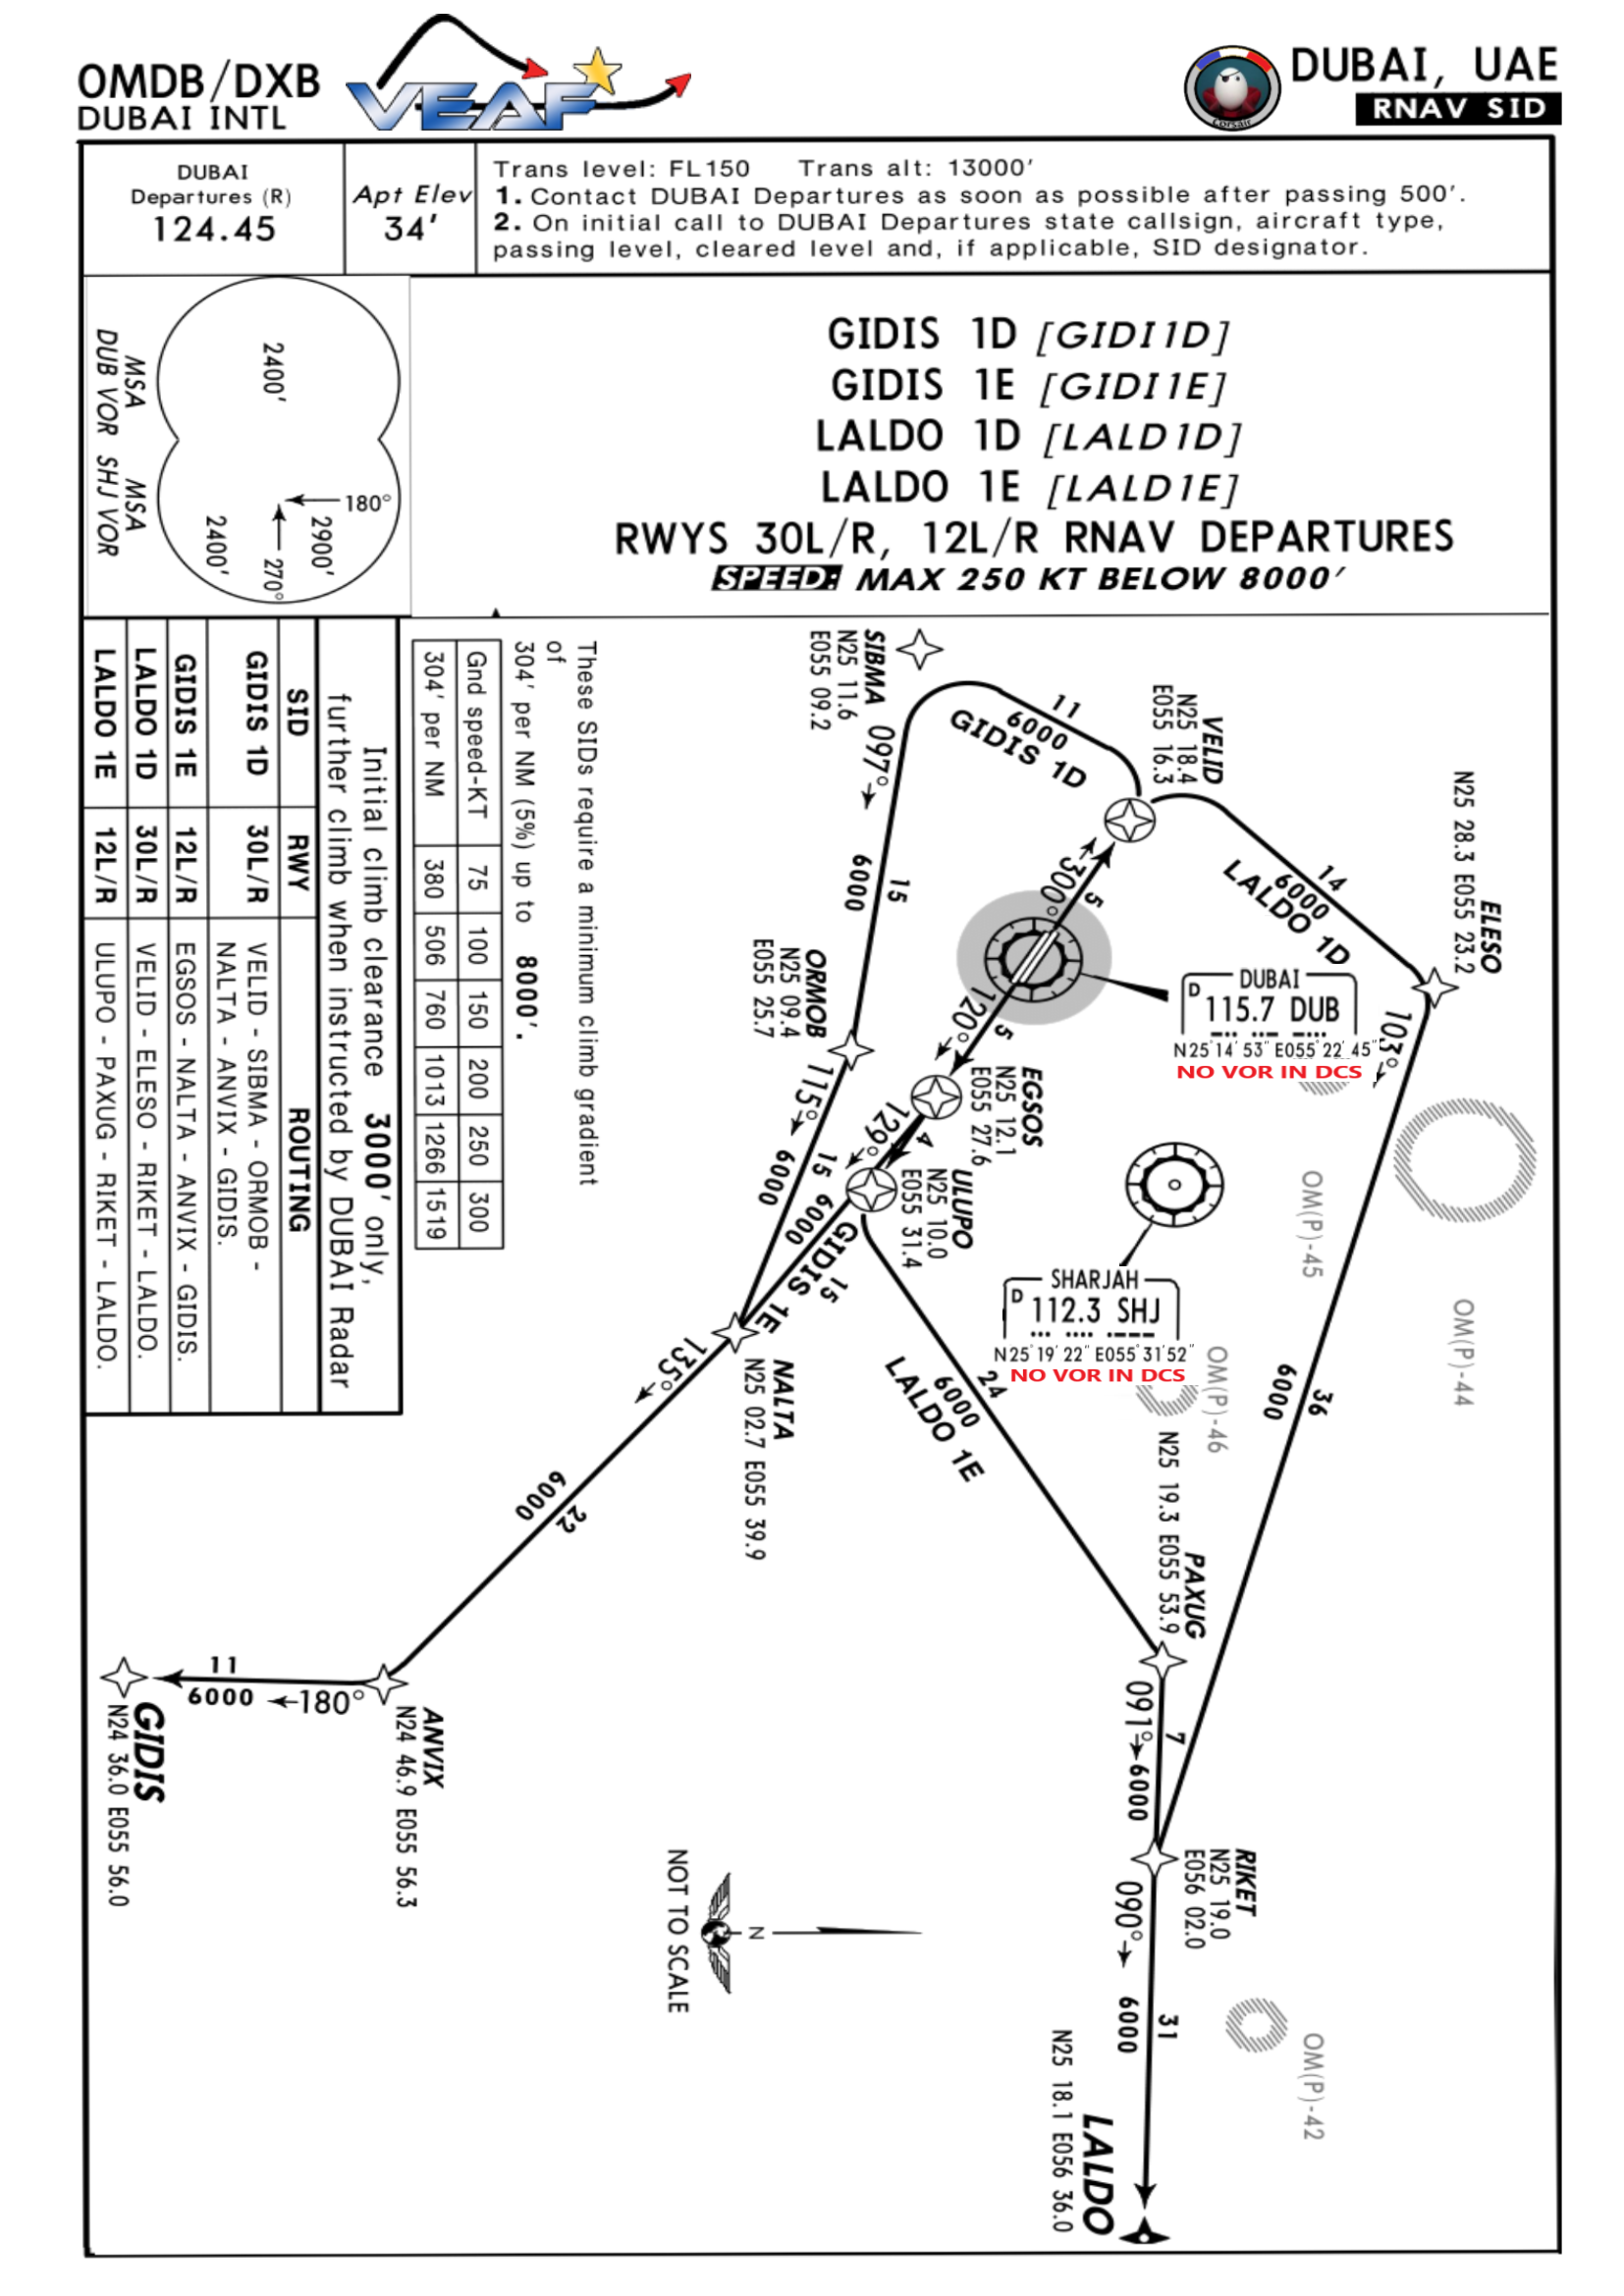 OMDB/DXB
DUBAI INTL
VEAF
Corsair
DUBAI, UAE
RNAV SID
DUBAI
Departures (R)
124.45
Apt Elev
34'
Trans level: FL150 Trans alt: 13000'
1. Contact DUBAI Departures as soon as possible after passing 500'.
2. On initial call to DUBAI Departures state callsign, aircraft type,
passing level, cleared level and, if applicable, SID designator.
MSA
DUB VOR
MSA
SHJ VOR
2400'
180°
2900'
270°
2400'
GIDIS 1D [GIDI1D]
GIDIS 1E [GIDI1E]
LALDO 1D [LALD1D]
LALDO 1E [LALD1E]
RWYS 30L/R, 12L/R RNAV DEPARTURES
SPEED: MAX 250 KT BELOW 8000'
These SIDs require a minimum climb gradient
of
304' per NM (5%) up to 8000'.
Gnd speed-KT 75 100 150 200 250 300
304' per NM 380 506 760 1013 1266 1519
Initial climb clearance 3000' only,
further climb when instructed by DUBAI Radar
SID RWY ROUTING
GIDIS 1D 30L/R VELID - SIBMA - ORMOB -
NALTA - ANVIX - GIDIS.
GIDIS 1E 12L/R EGSOS - NALTA - ANVIX - GIDIS.
LALDO 1D 30L/R VELID - ELESO - RIKET - LALDO.
LALDO 1E 12L/R ULUPO - PAXUG - RIKET - LALDO.
SIBMA
N25 11.6
E055 09.2
097°
11
6000
GIDIS 1D
VELID
N25 18.4
E055 16.3
15
6000
300°
5
14
6000
LALDO 1D
ELESO
N25 28.3 E055 23.2
103°
DUBAI
D
115.7 DUB
N25 14' 53" E055 22' 45"
NO VOR IN DCS
ORMOB
N25 09.4
E055 25.7
115°
15
6000
120°
5
EGSOS
N25 12.1
E055 27.6
129°
4
ULUPO
N25 10.0
E055 31.4
6000
GIDIS 1E
15
SHARJAH
D
112.3 SHJ
N25 19' 22" E055 31' 52"
NO VOR IN DCS
OM(P)-45
OM(P)-44
OM(P)-46
24
6000
LALDO 1E
36
6000
NALTA
N25 02.7 E055 39.9
135°
22
6000
PAXUG
N25 19.3 E055 53.9
091°
7
6000
ANVIX
N24 46.9 E055 56.3
180°
11
6000
GIDIS
N24 36.0 E055 56.0
RIKET
N25 19.0
E056 02.0
090°
31
6000
OM(P)-42
LALDO
N25 18.1 E056 36.0
N
NOT TO SCALE